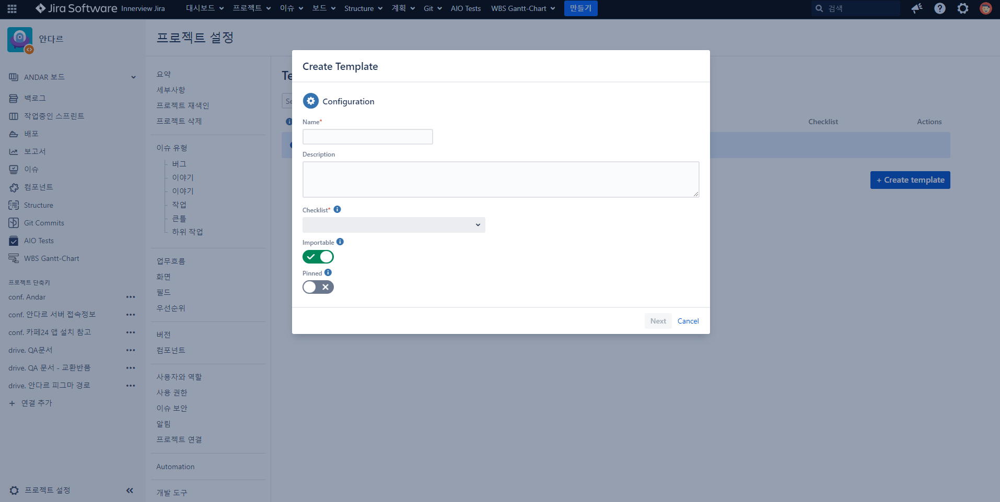 Jira Software Innerview Jira 대시보드 프로젝트 이슈 보드 Structure 계획 Git AIO Tests WBS Gantt-Chart 만들기 검색
안다르
ANDAR 보드
백로그
작업중인 스프린트
배포
보고서
이슈
컴포넌트
Structure
Git Commits
AIO Tests
WBS Gantt-Chart
프로젝트 단축키
conf. Andar
conf. 안다르 서버 접속정보
conf. 카페24 앱 설치 참고
drive. QA문서
drive. QA 문서 - 교환반품
drive. 안다르 피그마 경로
+ 연결 추가
프로젝트 설정
프로젝트 설정
요약
세부사항
프로젝트 재색인
프로젝트 삭제
이슈 유형
버그
이야기
이야기
작업
큰틀
하위 작업
업무흐름
화면
필드
우선순위
버전
컴포넌트
사용자와 역할
사용 권한
이슈 보안
알림
프로젝트 연결
Automation
개발 도구
Checklist Actions
+ Create template
Create Template
Configuration
Name*
Description
Checklist*
Importable
Pinned
Next Cancel